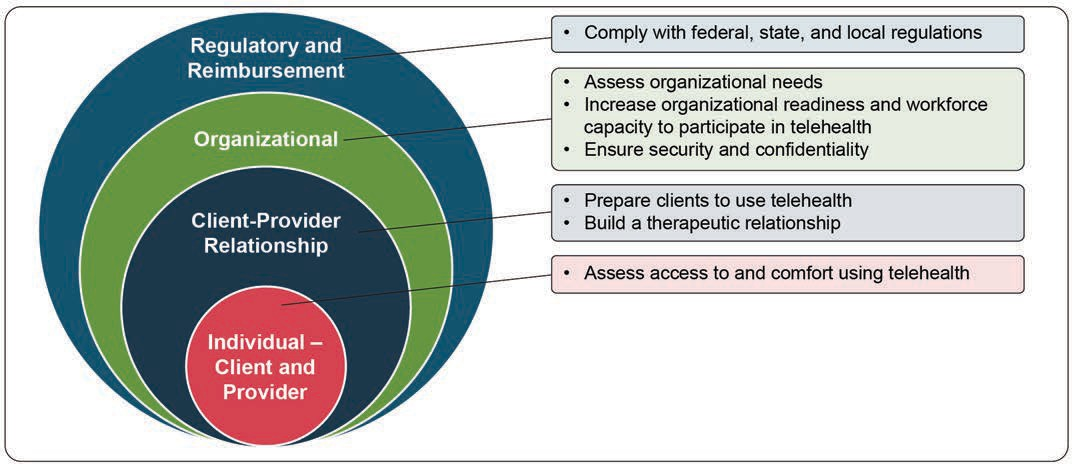 Regulatory and
Reimbursement
• Comply with federal, state, and local regulations
Organizational
• Assess organizational needs
• Increase organizational readiness and workforce
capacity to participate in telehealth
• Ensure security and confidentiality
Client-Provider
Relationship
• Prepare clients to use telehealth
• Build a therapeutic relationship
Individual –
Client and
Provider
• Assess access to and comfort using telehealth